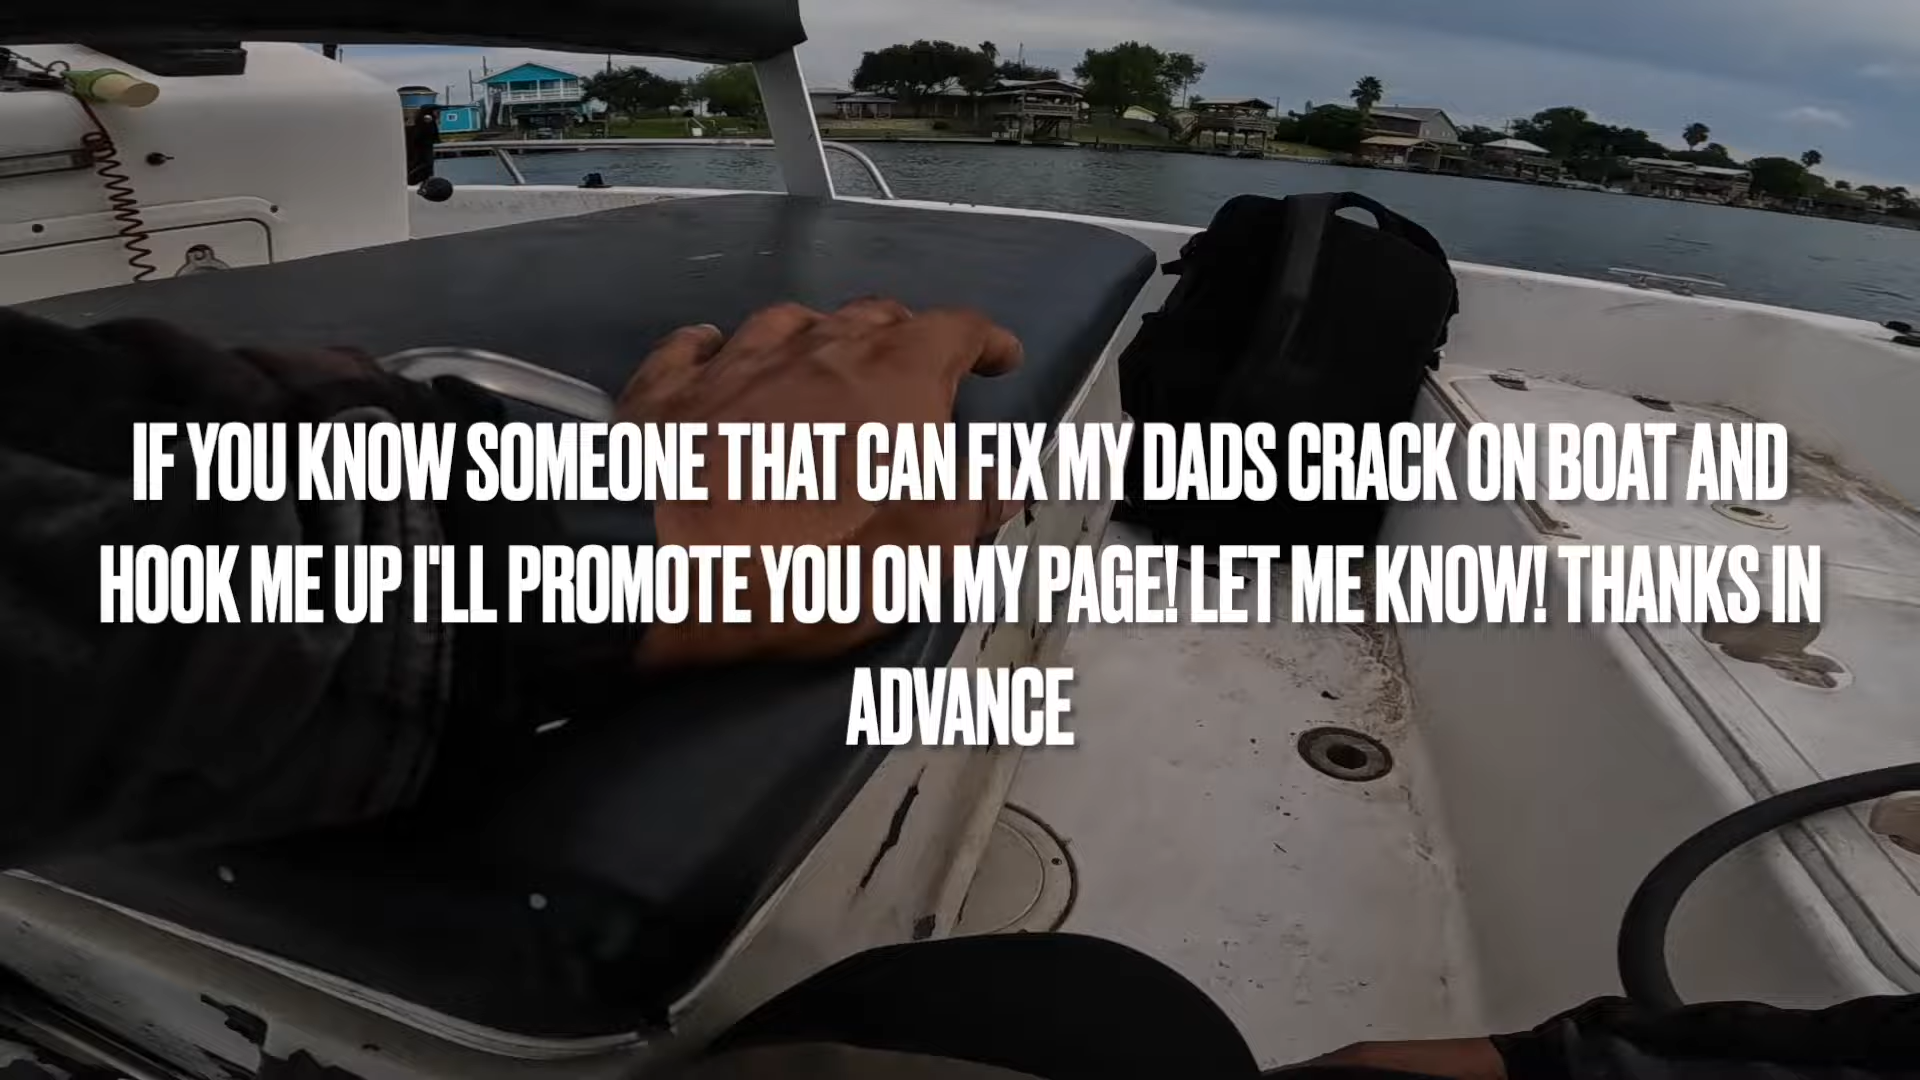 IF YOU KNOW SOMEONE THAT CAN FIX MY DADS CRACK ON BOAT AND
HOOK ME UP I'LL PROMOTE YOU ON MY PAGE! LET ME KNOW! THANKS IN
ADVANCE